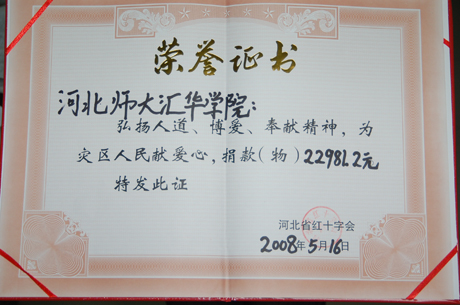 荣誉证书
河北师大汇华学院：
弘扬人道、博爱、奉献精神，为
灾区人民献爱心，捐款（物）22981.2元
特发此证
河北省红十字会
2008年5月16日